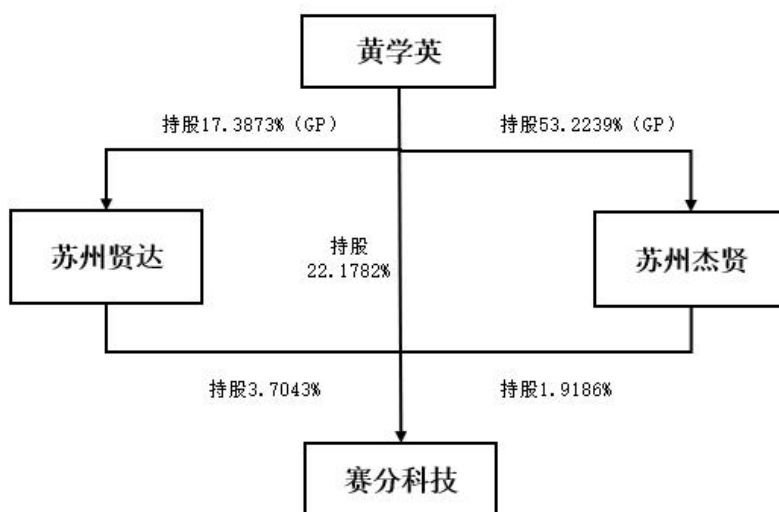 黄学英
持股17.3873%（GP）
持股53.2239%（GP）
苏州贤达
持股
22.1782%
苏州杰贤
持股3.7043%
持股1.9186%
赛分科技